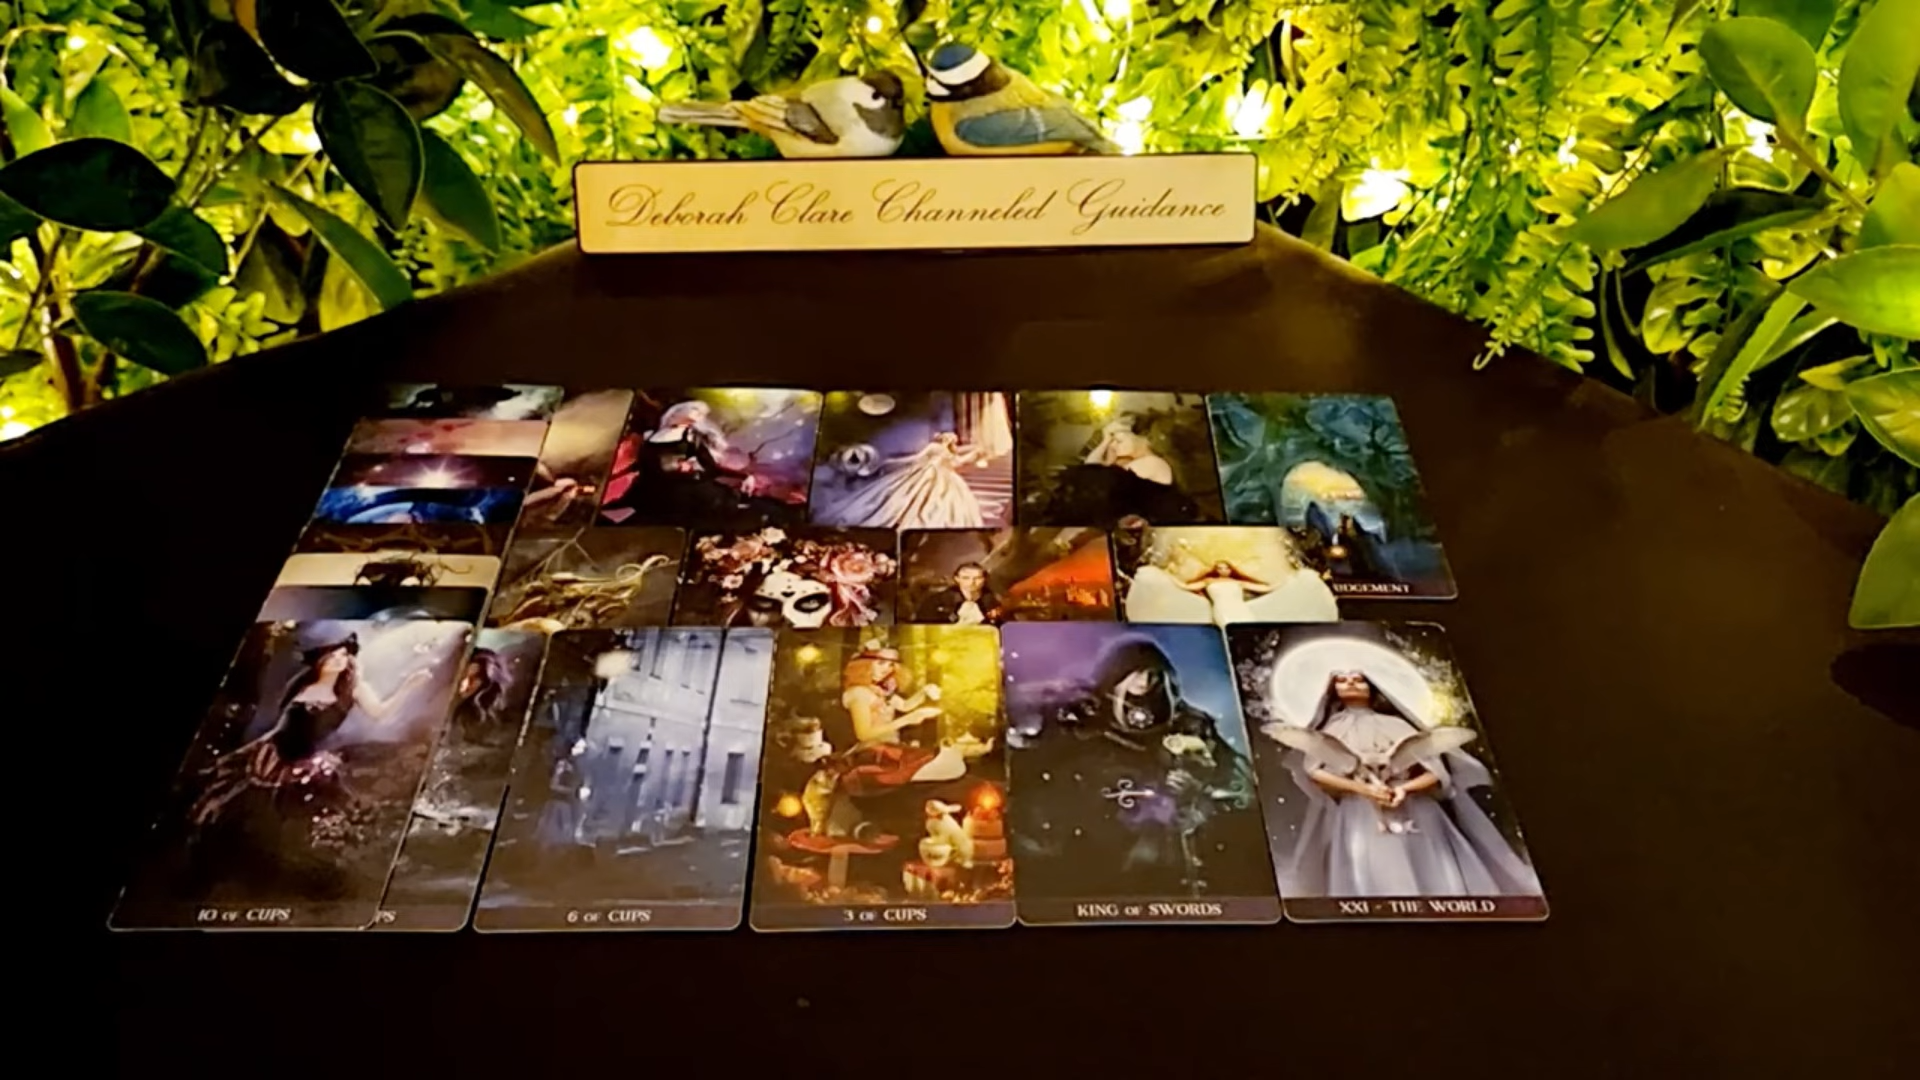 Deborah Clare Channeled Guidance
10 OF CUPS
6 OF CUPS
3 OF CUPS
KING OF SWORDS
XXI - THE WORLD